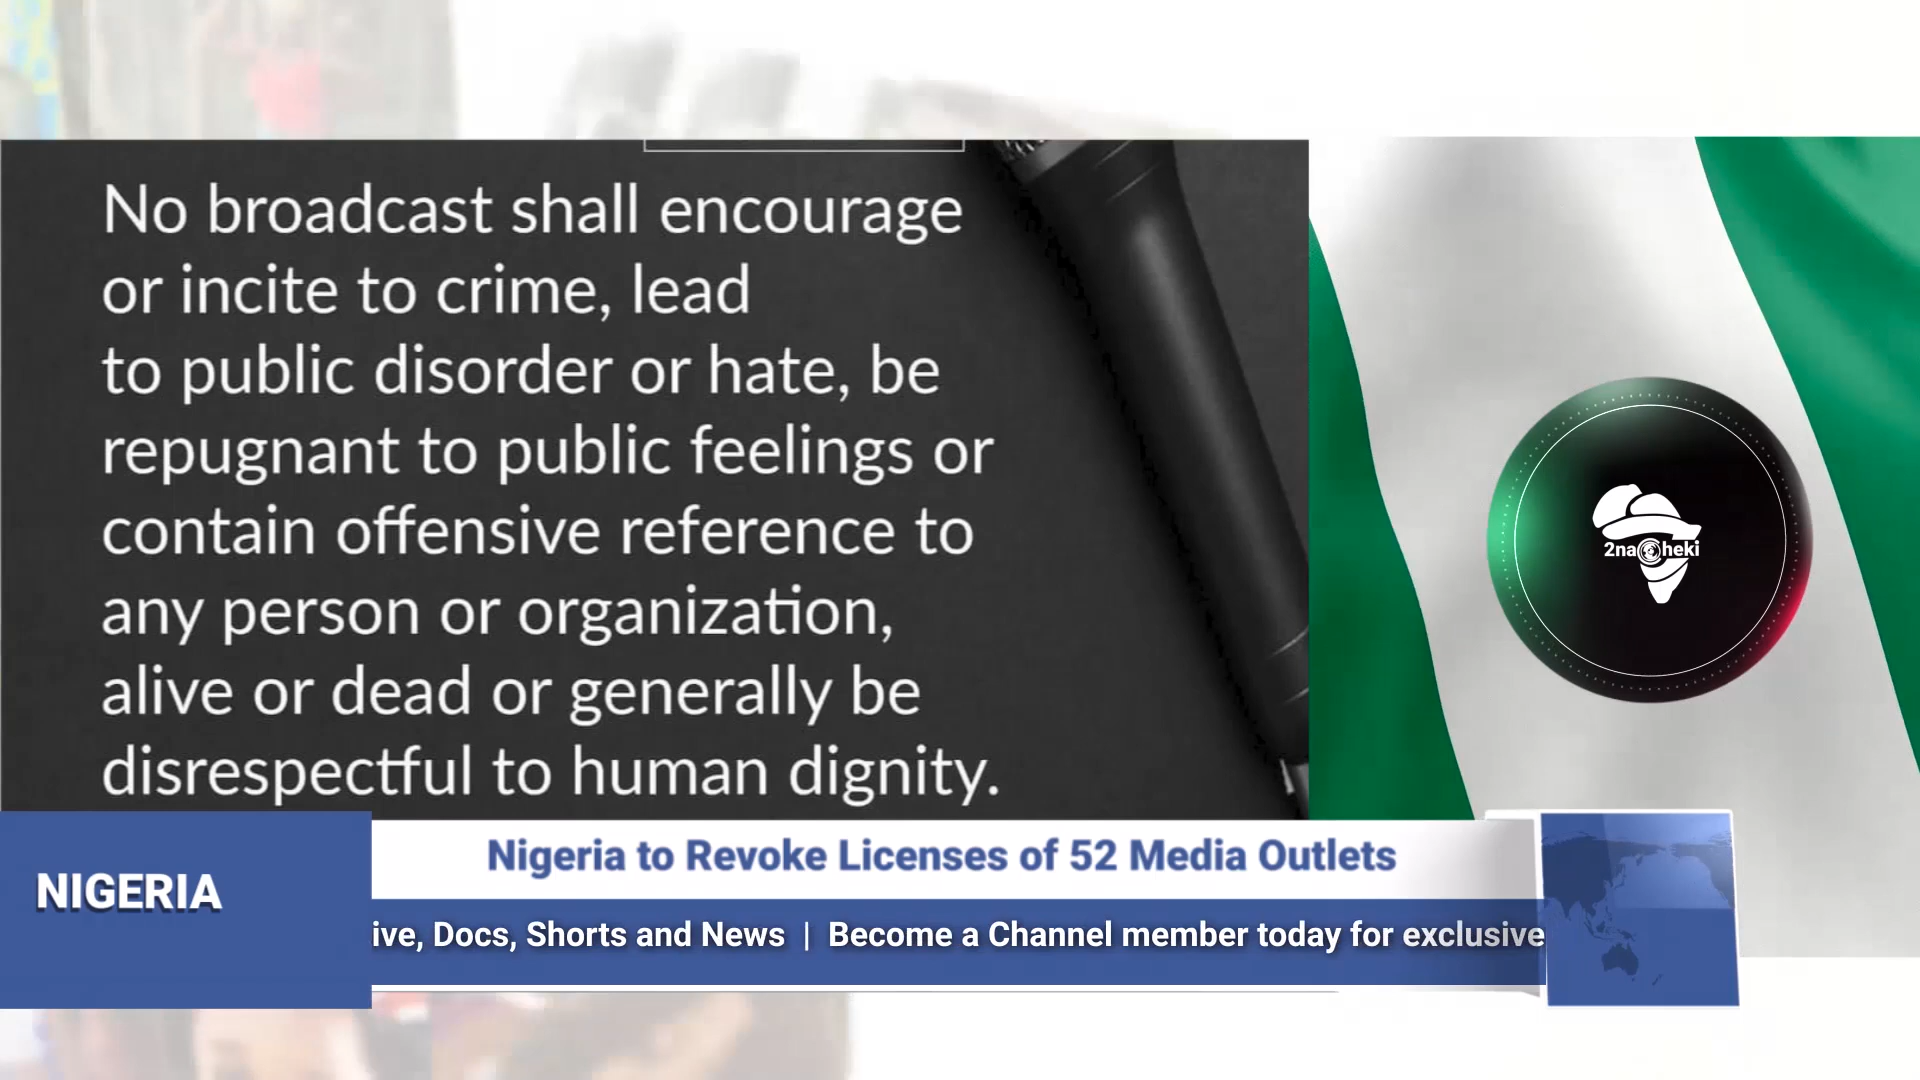 No broadcast shall encourage
or incite to crime, lead
to public disorder or hate, be
repugnant to public feelings or
contain offensive reference to
any person or organization,
alive or dead or generally be
disrespectful to human dignity.
2nacheki
NIGERIA
Nigeria to Revoke Licenses of 52 Media Outlets
ive, Docs, Shorts and News | Become a Channel member today for exclusive